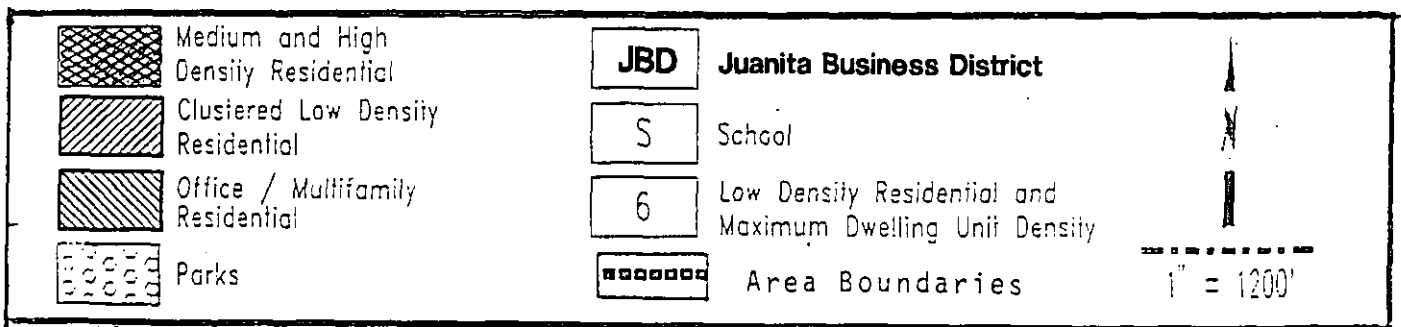 Medium and High
Density Residential
Clustered Low Density
Residential
Office / Multifamily
Residential
Parks
JBD Juanita Business District
S School
6 Low Density Residential and
Maximum Dwelling Unit Density
Area Boundaries
N
1" = 1200'